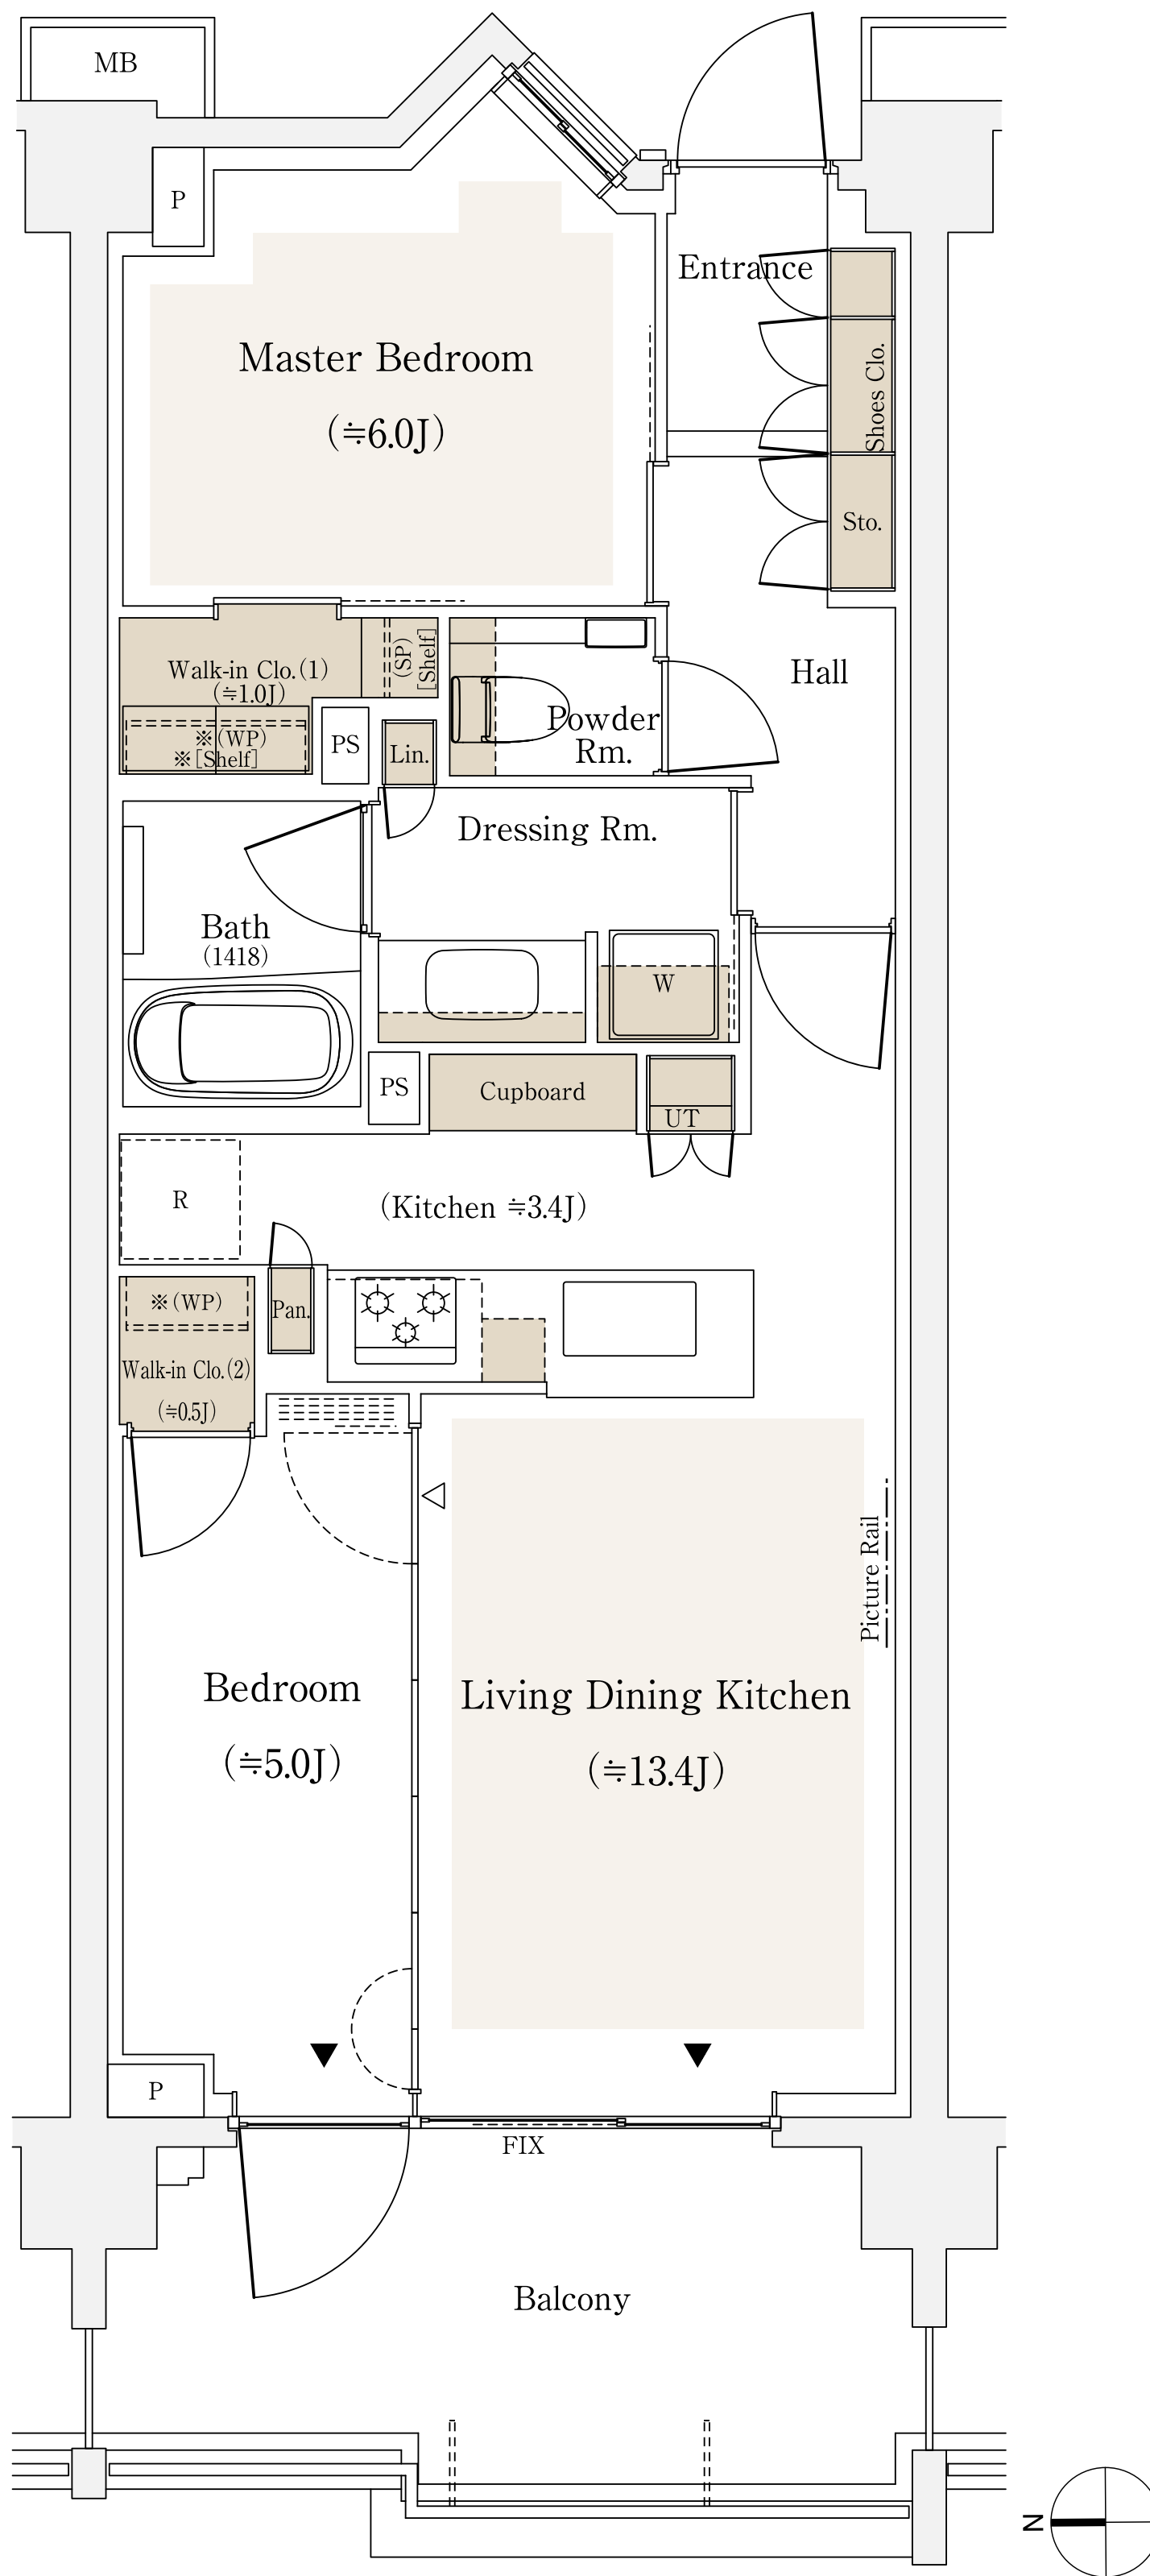 MB
P
Entrance
Master Bedroom
(≒6.0J)
Shoes Clo.
Sto.
Walk-in Clo.(1)
(≒1.0J)
(SP)
[Shelf]
※(WP)
※[Shelf]
PS
Lin.
Powder
Rm.
Hall
Dressing Rm.
Bath
(1418)
W
PS
Cupboard
UT
R
(Kitchen ≒3.4J)
※(WP)
Pan.
Walk-in Clo.(2)
(≒0.5J)
Picture Rail
Bedroom
(≒5.0J)
Living Dining Kitchen
(≒13.4J)
P
FIX
Balcony
N